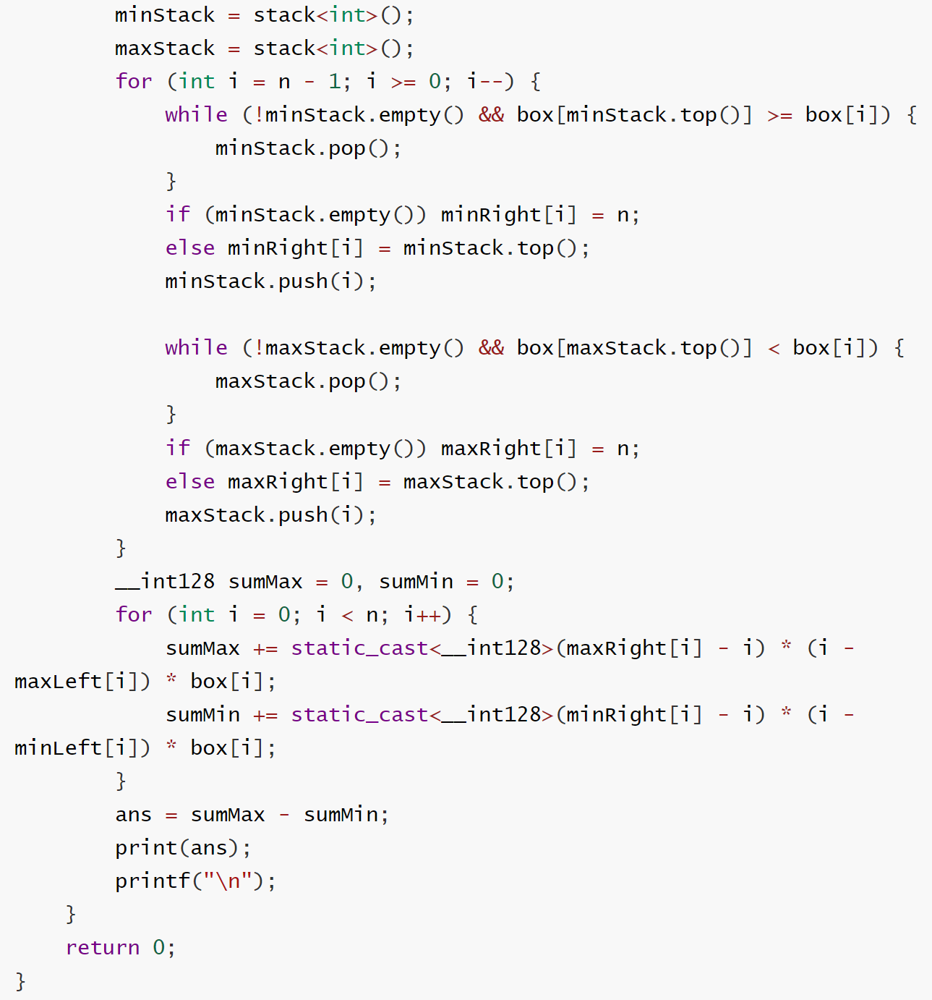 minStack = stack<int>();
        maxStack = stack<int>();
        for (int i = n - 1; i >= 0; i--) {
            while (!minStack.empty() && box[minStack.top()] >= box[i]) {
                minStack.pop();
            }
            if (minStack.empty()) minRight[i] = n;
            else minRight[i] = minStack.top();
            minStack.push(i);

            while (!maxStack.empty() && box[maxStack.top()] < box[i]) {
                maxStack.pop();
            }
            if (maxStack.empty()) maxRight[i] = n;
            else maxRight[i] = maxStack.top();
            maxStack.push(i);
        }
        __int128 sumMax = 0, sumMin = 0;
        for (int i = 0; i < n; i++) {
            sumMax += static_cast<__int128>(maxRight[i] - i) * (i -
maxLeft[i]) * box[i];
            sumMin += static_cast<__int128>(minRight[i] - i) * (i -
minLeft[i]) * box[i];
        }
        ans = sumMax - sumMin;
        print(ans);
        printf("\n");
    }
    return 0;
}